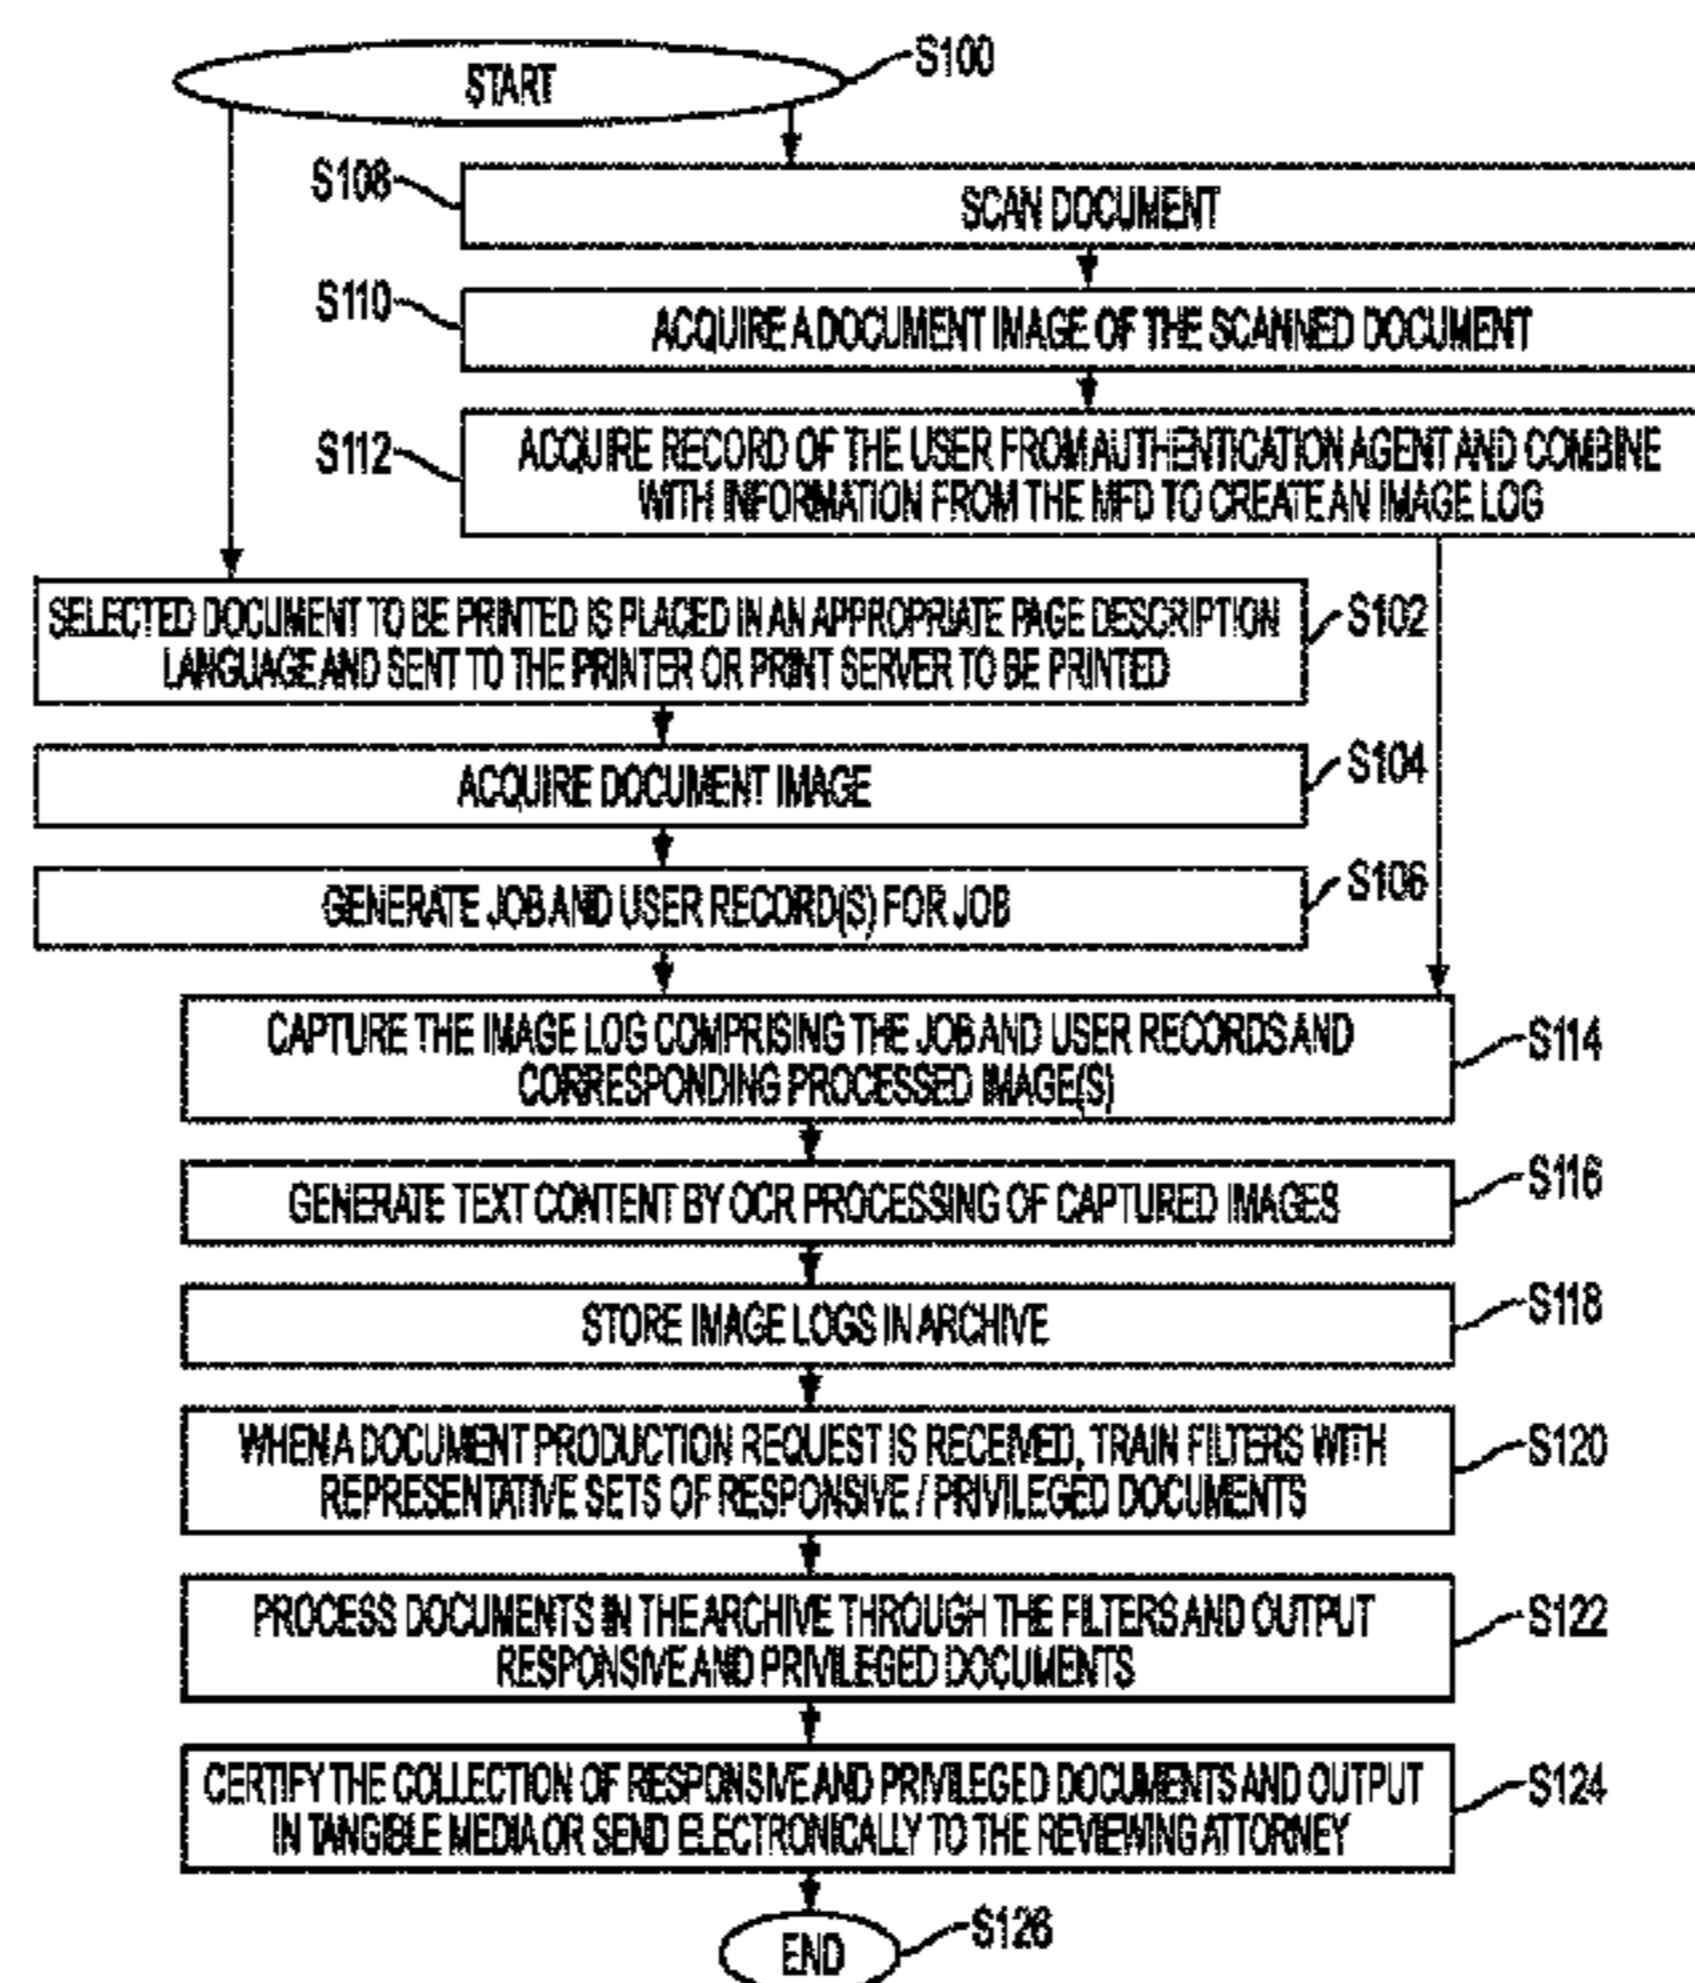 START
S100
S108
SCAN DOCUMENT
S110
ACQUIRE A DOCUMENT IMAGE OF THE SCANNED DOCUMENT
S112
ACQUIRE RECORD OF THE USER FROM AUTHENTICATION AGENT AND COMBINE
WITH INFORMATION FROM THE MFD TO CREATE AN IMAGE LOG
SELECTED DOCUMENT TO BE PRINTED IS PLACED IN AN APPROPRIATE PAGE DESCRIPTION
LANGUAGE AND SENT TO THE PRINTER OR PRINT SERVER TO BE PRINTED
S102
ACQUIRE DOCUMENT IMAGE
S104
GENERATE JOB AND USER RECORD(S) FOR JOB
S106
CAPTURE THE IMAGE LOG COMPRISING THE JOB AND USER RECORDS AND
CORRESPONDING PROCESSED IMAGE(S)
S114
GENERATE TEXT CONTENT BY OCR PROCESSING OF CAPTURED IMAGES
S116
STORE IMAGE LOGS IN ARCHIVE
S118
WHEN A DOCUMENT PRODUCTION REQUEST IS RECEIVED, TRAIN FILTERS WITH
REPRESENTATIVE SETS OF RESPONSIVE / PRIVILEGED DOCUMENTS
S120
PROCESS DOCUMENTS IN THE ARCHIVE THROUGH THE FILTERS AND OUTPUT
RESPONSIVE AND PRIVILEGED DOCUMENTS
S122
CERTIFY THE COLLECTION OF RESPONSIVE AND PRIVILEGED DOCUMENTS AND OUTPUT
IN TANGIBLE MEDIA OR SEND ELECTRONICALLY TO THE REVIEWING ATTORNEY
S124
END
S126